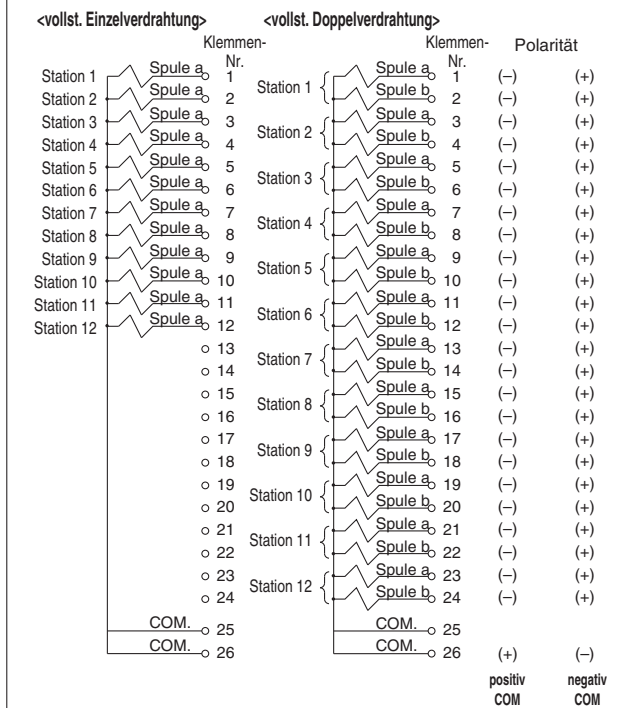 <vollst. Einzelverdrahtung> <vollst. Doppelverdrahtung>
Klemmen-Nr. Klemmen-Nr. Polarität
Station 1 Spule a 1 Station 1 Spule a 1 (–) (+)
Station 2 Spule a 2 Spule b 2 (–) (+)
Station 3 Spule a 3 Station 2 Spule a 3 (–) (+)
Station 4 Spule a 4 Spule b 4 (–) (+)
Station 5 Spule a 5 Station 3 Spule a 5 (–) (+)
Station 6 Spule a 6 Spule b 6 (–) (+)
Station 7 Spule a 7 Station 4 Spule a 7 (–) (+)
Station 8 Spule a 8 Spule b 8 (–) (+)
Station 9 Spule a 9 Station 5 Spule a 9 (–) (+)
Station 10 Spule a 10 Spule b 10 (–) (+)
Station 11 Spule a 11 Station 6 Spule a 11 (–) (+)
Station 12 Spule a 12 Spule b 12 (–) (+)
13 Station 7 Spule a 13 (–) (+)
14 Spule b 14 (–) (+)
15 Station 8 Spule a 15 (–) (+)
16 Spule b 16 (–) (+)
17 Station 9 Spule a 17 (–) (+)
18 Spule b 18 (–) (+)
19 Station 10 Spule a 19 (–) (+)
20 Spule b 20 (–) (+)
21 Station 11 Spule a 21 (–) (+)
22 Spule b 22 (–) (+)
23 Station 12 Spule a 23 (–) (+)
24 Spule b 24 (–) (+)
COM. 25 COM. 25
COM. 26 COM. 26 (+) (–)
positiv negativ
COM COM